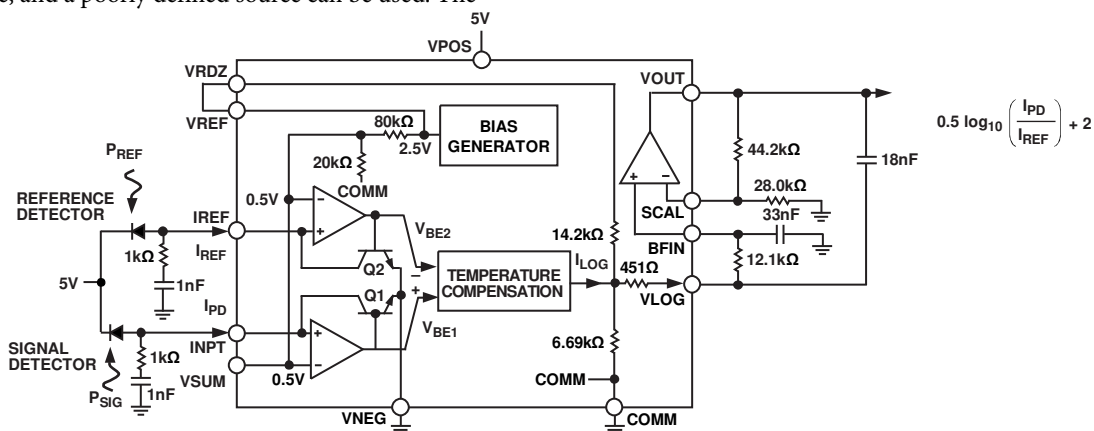 e, and a poorly defined source can be used. The
5V
VPOS
VRDZ
VREF
VOUT
80kΩ
2.5V
BIAS
GENERATOR
0.5 log10 ( IPD / IREF ) + 2
PREF
20kΩ
COMM
44.2kΩ
18nF
REFERENCE
DETECTOR
0.5V
–
+
+
–
28.0kΩ
SCAL
33nF
IREF
IREF
1kΩ
1nF
VBE2
14.2kΩ
BFIN
12.1kΩ
5V
Q2
–
+
TEMPERATURE
COMPENSATION
ILOG
451Ω
VLOG
IPD
Q1
VBE1
INPT
+
–
6.69kΩ
SIGNAL
DETECTOR
1kΩ
VSUM
0.5V
COMM
PSIG
1nF
VNEG
COMM